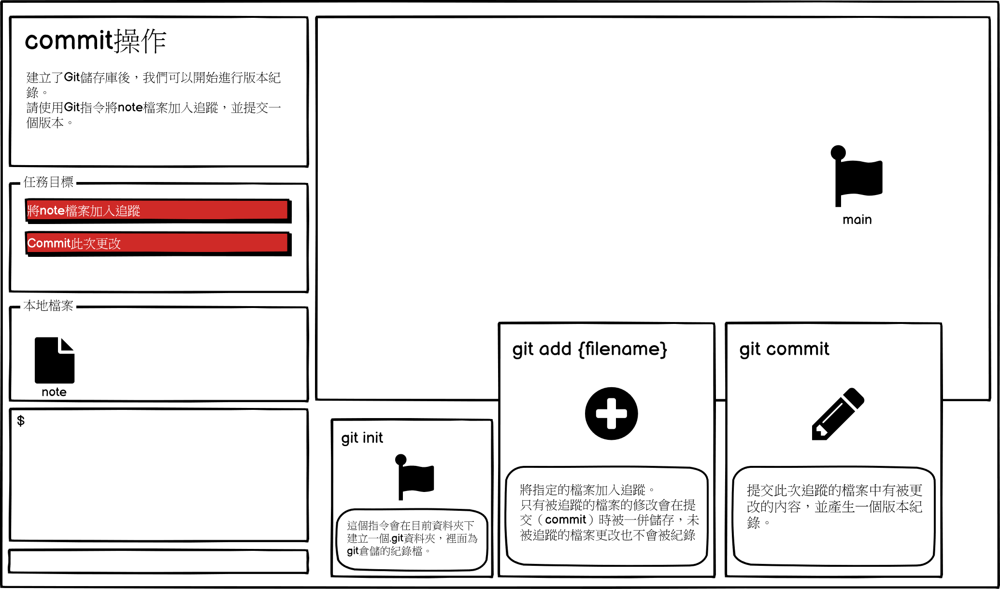 commit操作
建立了Git儲存庫後，我們可以開始進行版本紀
錄。
請使用Git指令將note檔案加入追蹤，並提交一
個版本。
任務目標
將note檔案加入追蹤
Commit此次更改
本地檔案
note
$
main
git init
這個指令會在目前資料夾下
建立一個.git資料夾，裡面為
git倉儲的紀錄檔。
git add {filename}
將指定的檔案加入追蹤。
只有被追蹤的檔案的修改會在提
交（commit）時被一併儲存，未
被追蹤的檔案更改也不會被紀錄
git commit
提交此次追蹤的檔案中有被更
改的內容，並產生一個版本紀
錄。